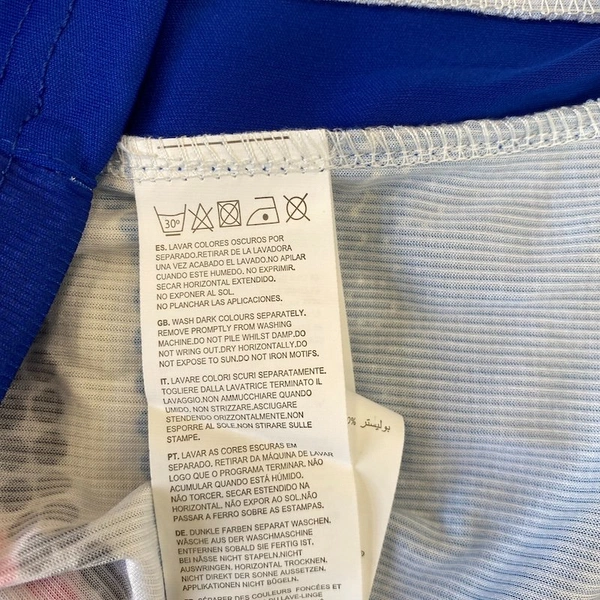 30°
ES. LAVAR COLORES OSCUROS POR
SEPARADO.RETIRAR DE LA LAVADORA
UNA VEZ ACABADO EL LAVADO.NO APILAR
CUANDO ESTE HUMEDO. NO EXPRIMIR.
SECAR HORIZONTAL EXTENDIDO.
NO EXPONER AL SOL.
NO PLANCHAR LAS APLICACIONES.
GB. WASH DARK COLOURS SEPARATELY.
REMOVE PROMPTLY FROM WASHING
MACHINE.DO NOT PILE WHILST DAMP.DO
NOT WRING OUT.DRY HORIZONTALLY.DO
NOT EXPOSE TO SUN.DO NOT IRON MOTIFS.
IT. LAVARE COLORI SCURI SEPARATAMENTE.
TOGLIERE DALLA LAVATRICE TERMINATO IL
LAVAGGIO.NON AMMUCCHIARE QUANDO
UMIDO. NON STRIZZARE.ASCIUGARE
STENDENDO ORIZZONTALMENTE.NON
ESPORRE AL SOLE.NON STIRARE SULLE
STAMPE.
PT. LAVAR AS CORES ESCURAS EM
SEPARADO. RETIRAR DA MÁQUINA DE LAVAR
LOGO QUE O PROGRAMA TERMINAR. NÃO
ACUMULAR QUANDO ESTÁ HÚMIDO.
NÃO TORCER. SECAR ESTENDIDO NA
HORIZONTAL. NÃO EXPOR AO SOL.NÃO
PASSAR A FERRO SOBRE AS ESTAMPAS.
DE. DUNKLE FARBEN SEPARAT WASCHEN.
WÄSCHE AUS DER WASCHMASCHINE
ENTFERNEN SOBALD SIE FERTIG IST.
BEI NÄSSE NICHT STAPELN.NICHT
AUSWRINGEN. HORIZONTAL TROCKNEN.
NICHT DIREKT DER SONNE AUSSETZEN.
APPLIKATIONEN NICHT BÜGELN.
SÉPARER DES COULEURS FONCÉES ET
DU LAVE-LINGE
بوليستر